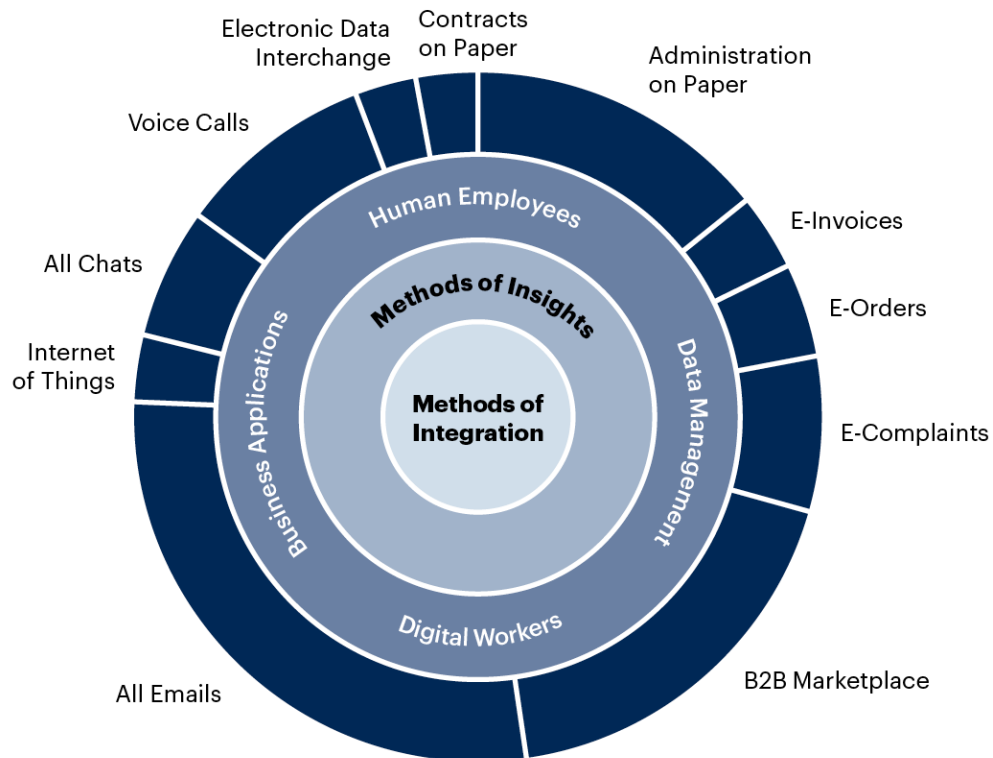 Contracts
on Paper
Electronic Data
Interchange
Administration
on Paper
Voice Calls
Human Employees
E-Invoices
All Chats
Methods of Insights
E-Orders
Internet
of Things
Business Applications
Data Management
Methods of
Integration
E-Complaints
Digital Workers
All Emails
B2B Marketplace